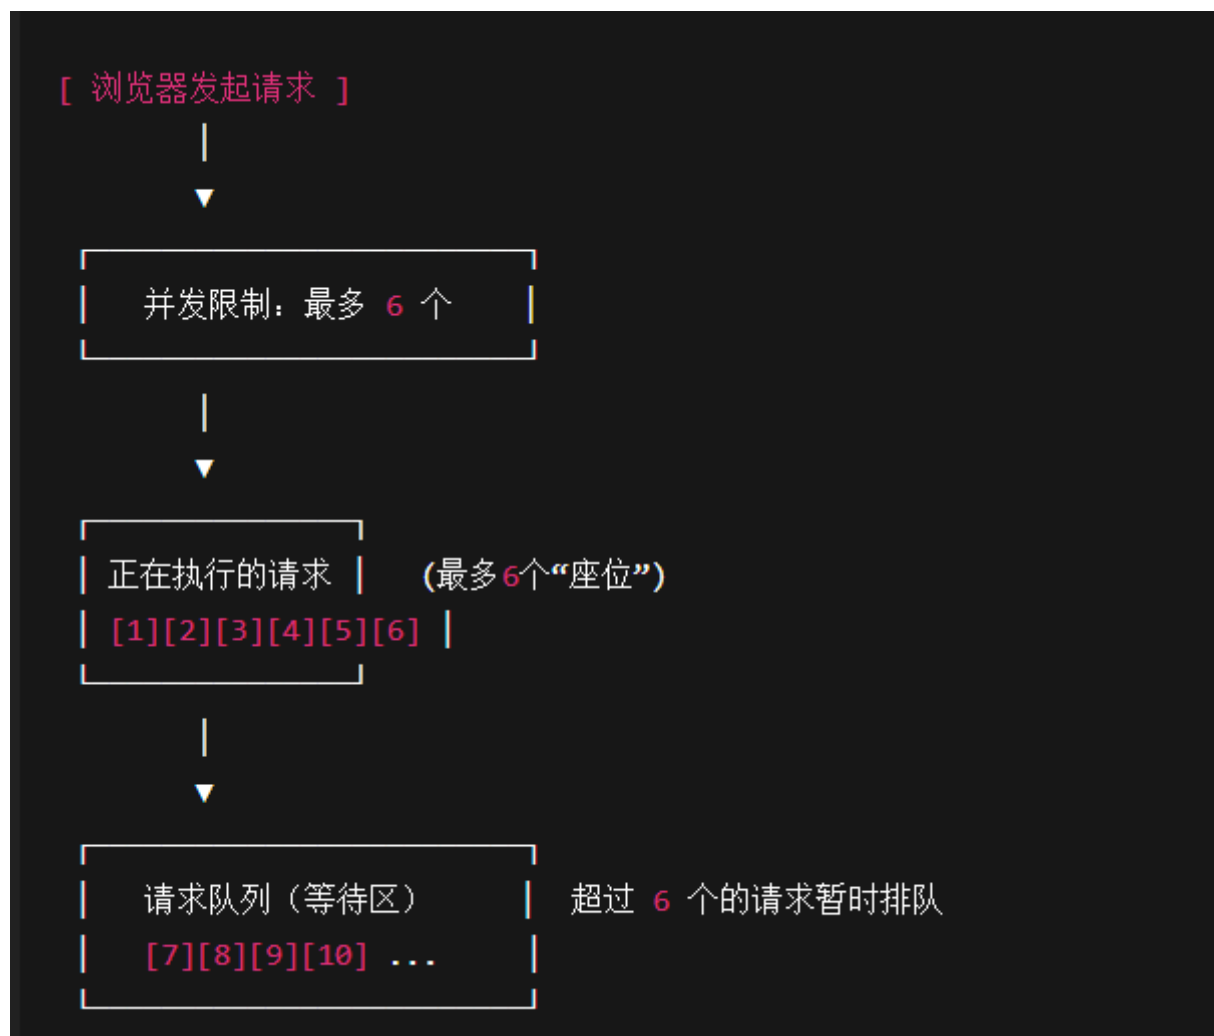 [ 浏览器发起请求 ]
并发限制：最多 6 个
正在执行的请求 (最多6个“座位”)
[1][2][3][4][5][6]
请求队列（等待区） 超过 6 个的请求暂时排队
[7][8][9][10] ...